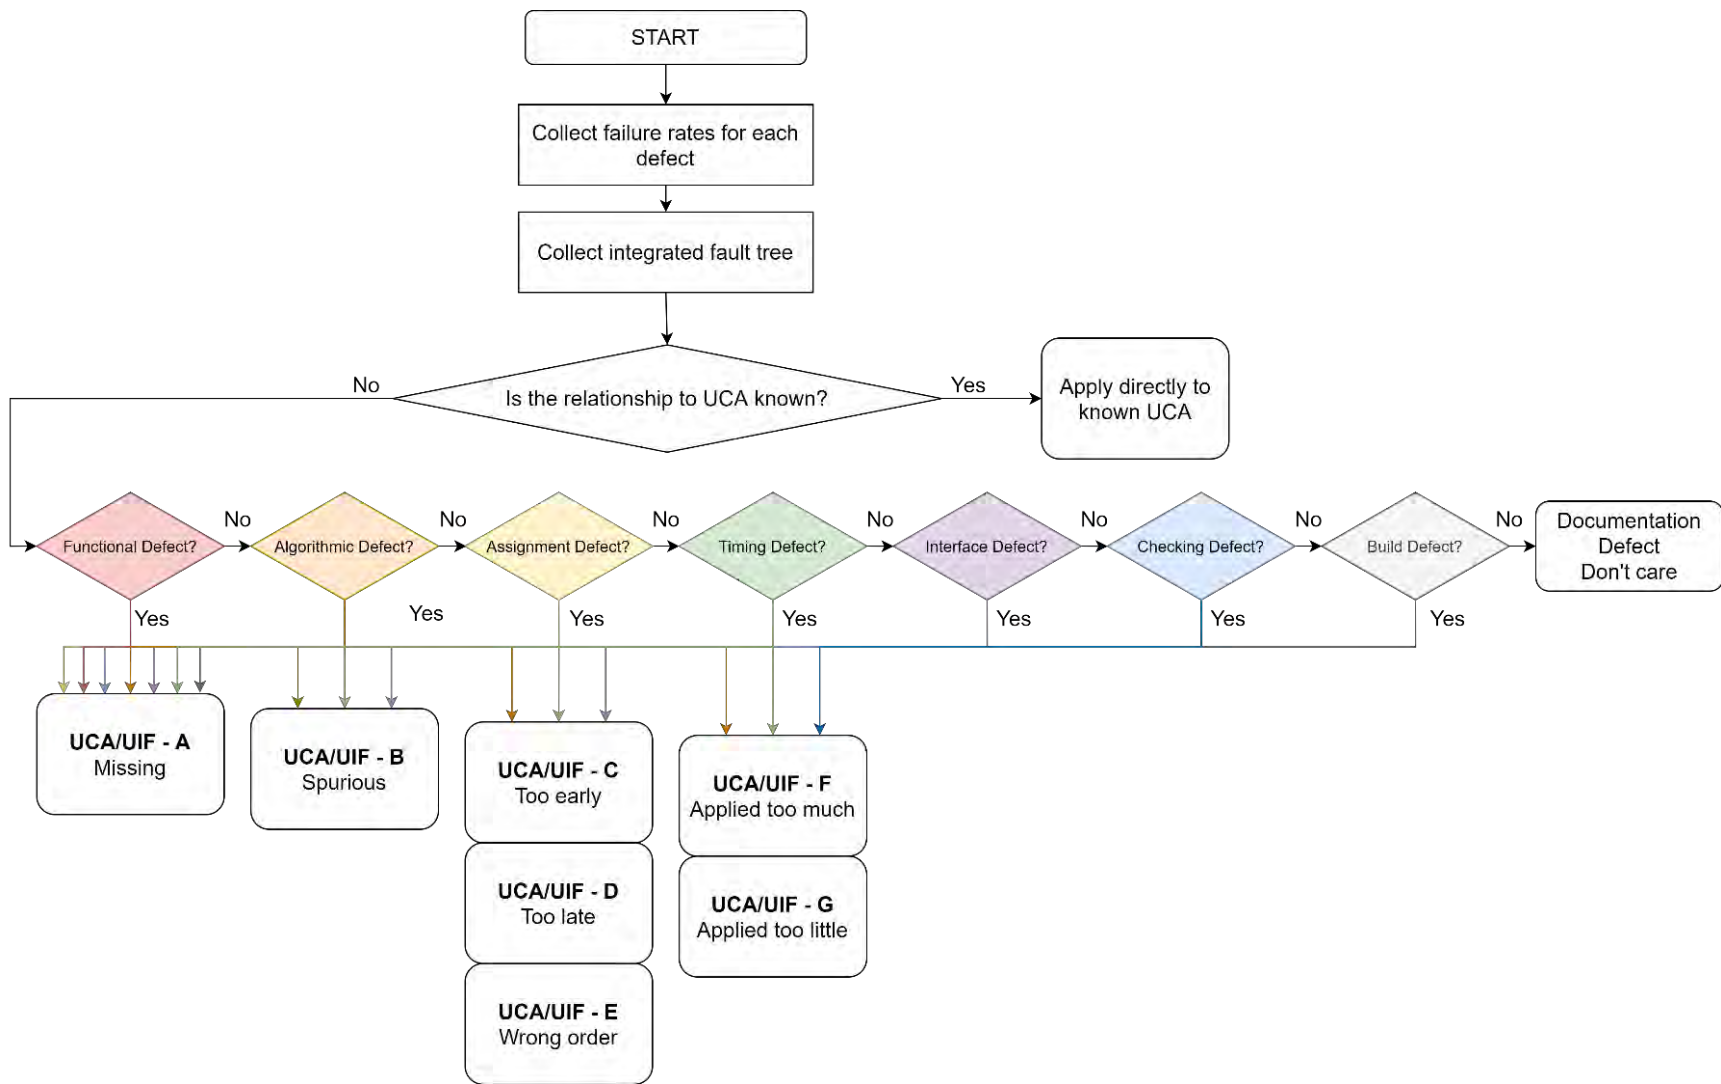 START
Collect failure rates for each
defect
Collect integrated fault tree
No
Is the relationship to UCA known?
Yes
Apply directly to
known UCA
Functional Defect?
No
Algorithmic Defect?
No
Assignment Defect?
No
Timing Defect?
No
Interface Defect?
No
Checking Defect?
No
Build Defect?
No
Documentation
Defect
Don't care
Yes
Yes
Yes
Yes
Yes
Yes
Yes
UCA/UIF - A
Missing
UCA/UIF - B
Spurious
UCA/UIF - C
Too early
UCA/UIF - D
Too late
UCA/UIF - E
Wrong order
UCA/UIF - F
Applied too much
UCA/UIF - G
Applied too little